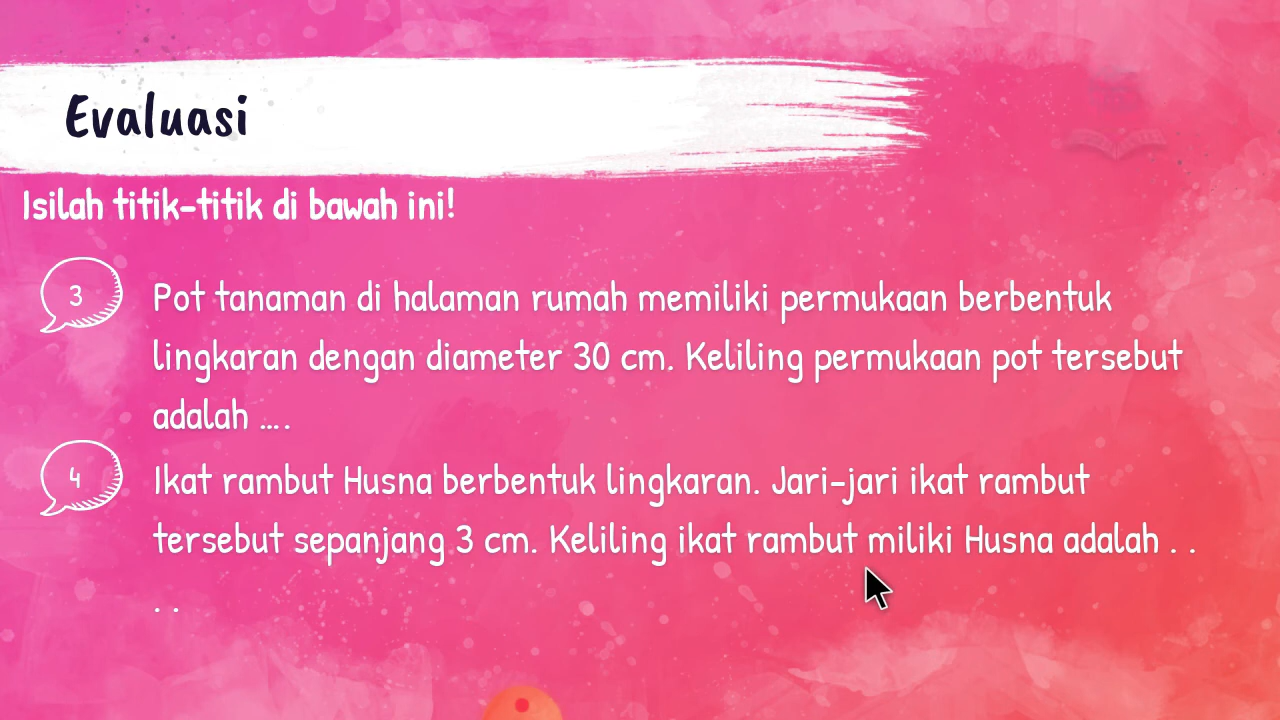 Evaluasi
Isilah titik-titik di bawah ini!
3
Pot tanaman di halaman rumah memiliki permukaan berbentuk
lingkaran dengan diameter 30 cm. Keliling permukaan pot tersebut
adalah ....
4
Ikat rambut Husna berbentuk lingkaran. Jari-jari ikat rambut
tersebut sepanjang 3 cm. Keliling ikat rambut miliki Husna adalah . .
. .